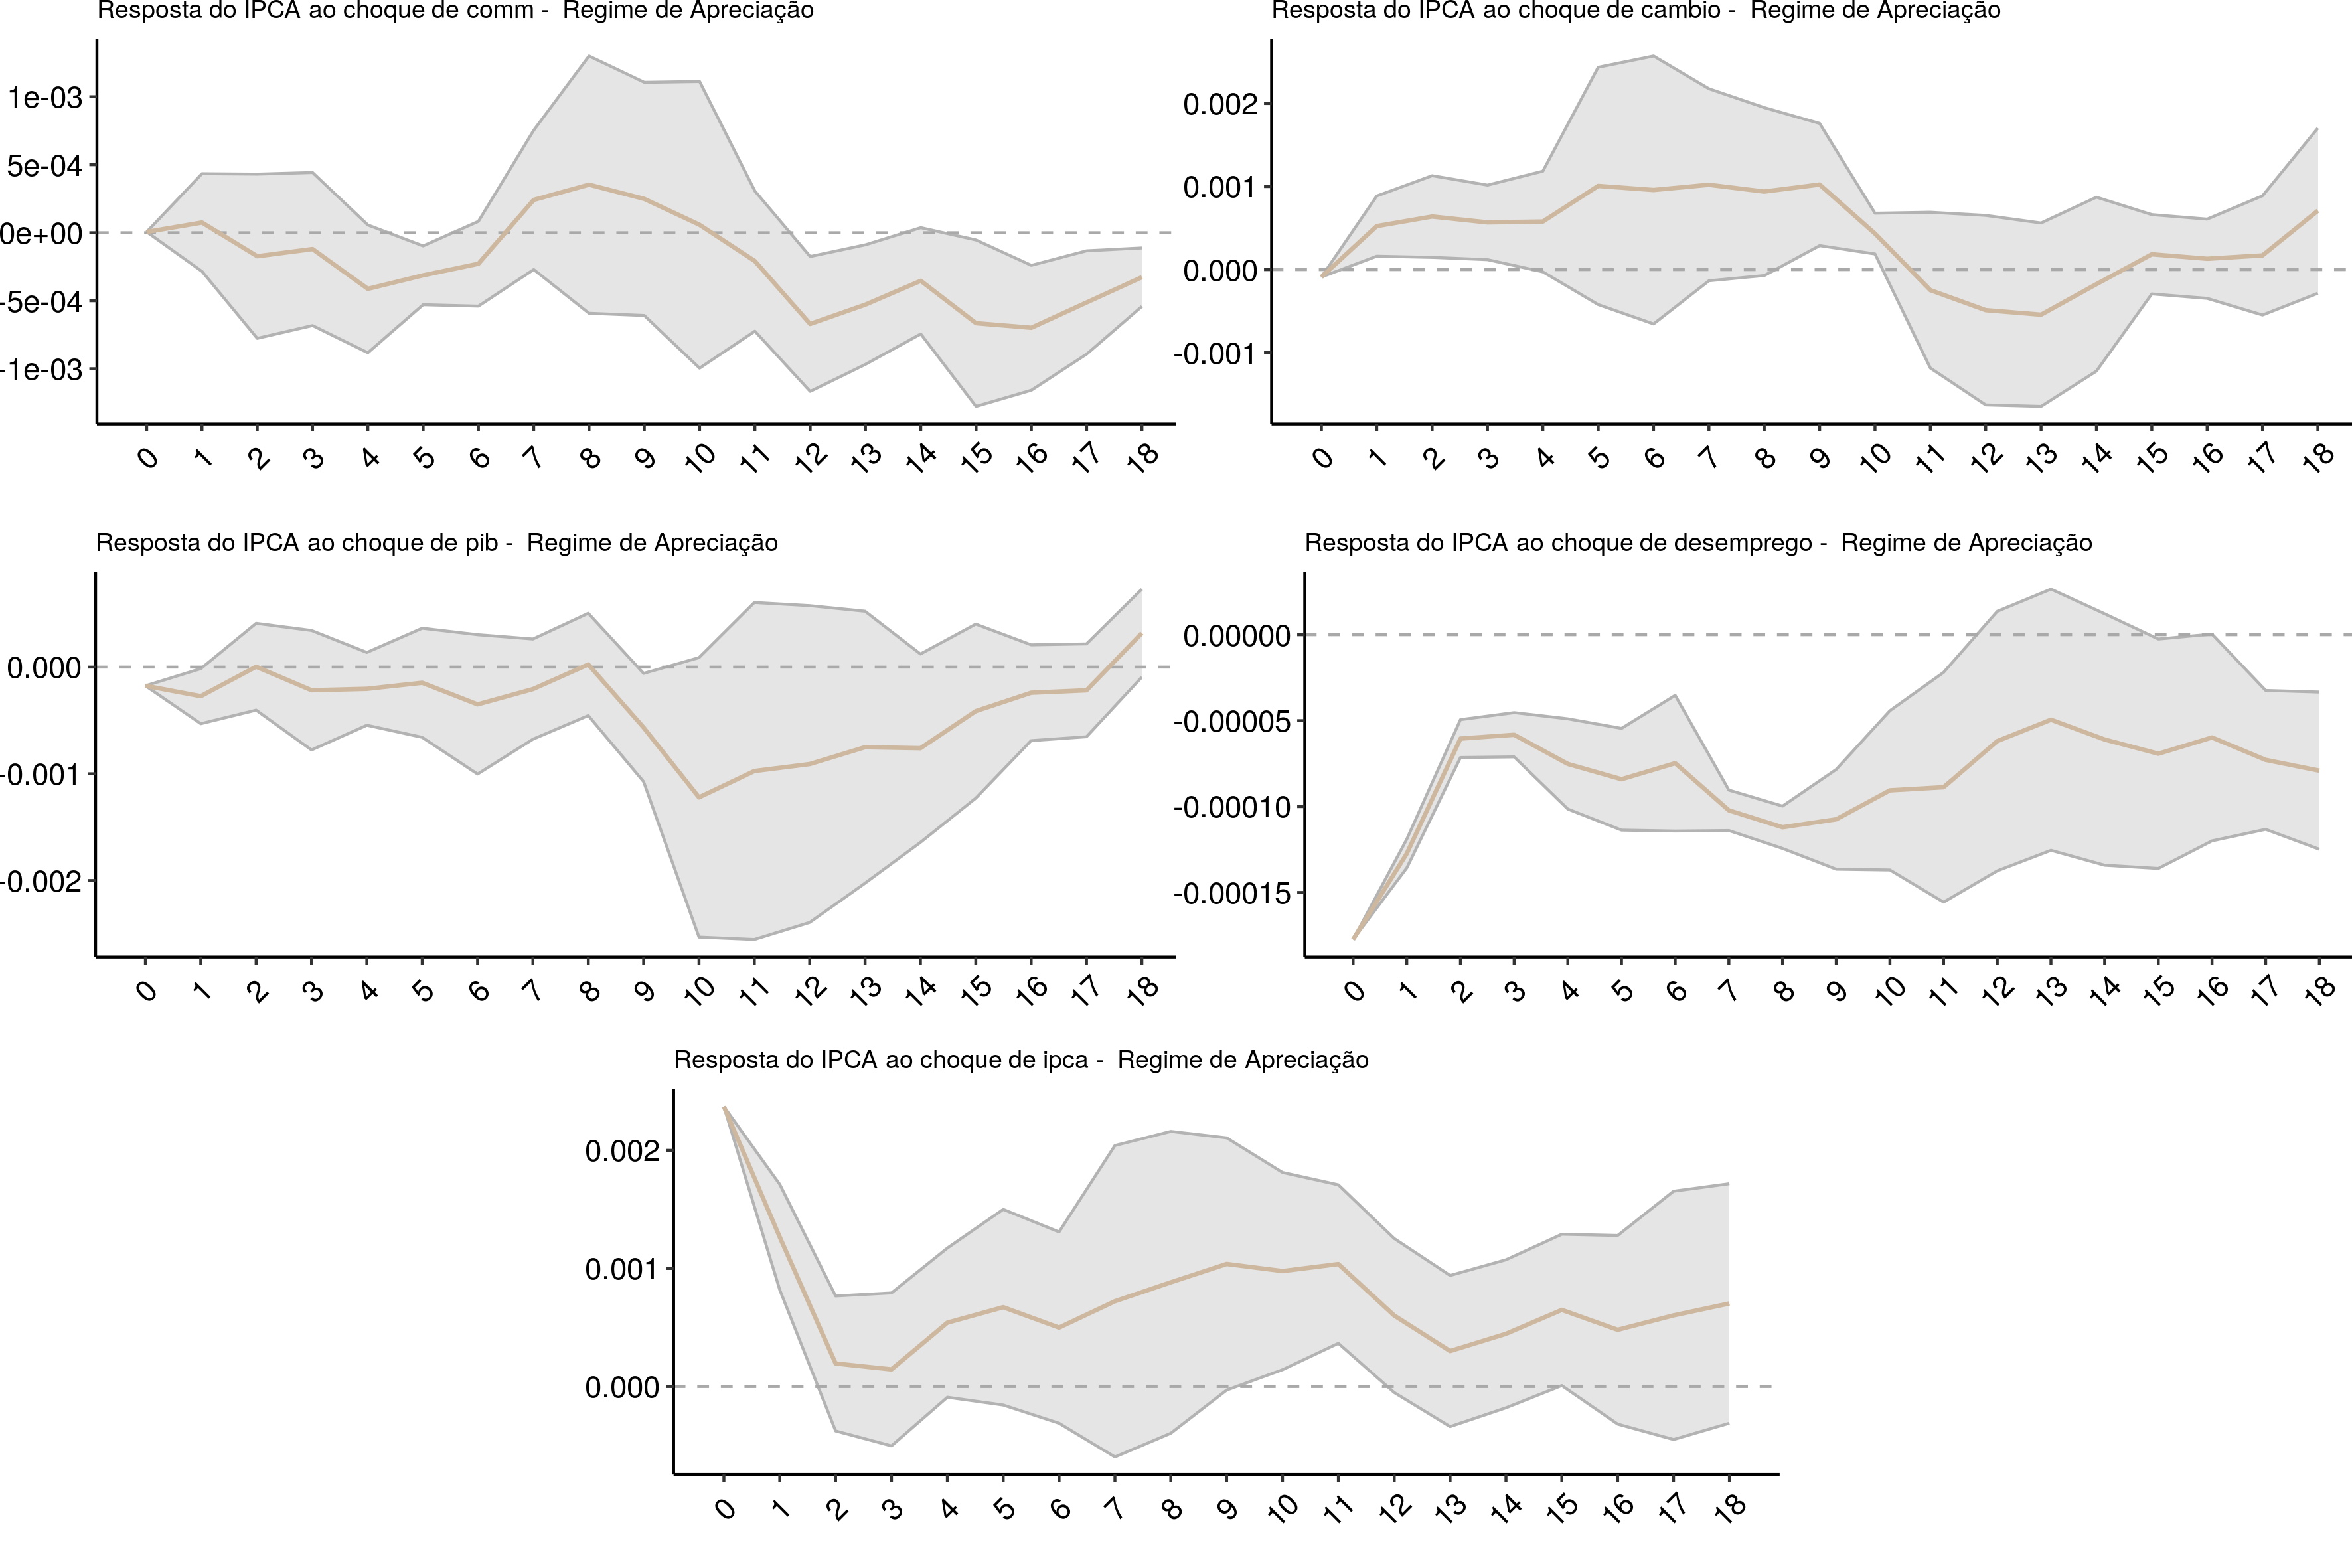 Resposta do IPCA ao choque de comm -  Regime de Apreciação
1e-03
5e-04
0e+00
-5e-04
-1e-03
0 1 2 3 4 5 6 7 8 9 10 11 12 13 14 15 16 17 18
Resposta do IPCA ao choque de cambio -  Regime de Apreciação
0.002
0.001
0.000
-0.001
0 1 2 3 4 5 6 7 8 9 10 11 12 13 14 15 16 17 18
Resposta do IPCA ao choque de pib -  Regime de Apreciação
0.000
-0.001
-0.002
0 1 2 3 4 5 6 7 8 9 10 11 12 13 14 15 16 17 18
Resposta do IPCA ao choque de desemprego -  Regime de Apreciação
0.00000
-0.00005
-0.00010
-0.00015
0 1 2 3 4 5 6 7 8 9 10 11 12 13 14 15 16 17 18
Resposta do IPCA ao choque de ipca -  Regime de Apreciação
0.002
0.001
0.000
0 1 2 3 4 5 6 7 8 9 10 11 12 13 14 15 16 17 18